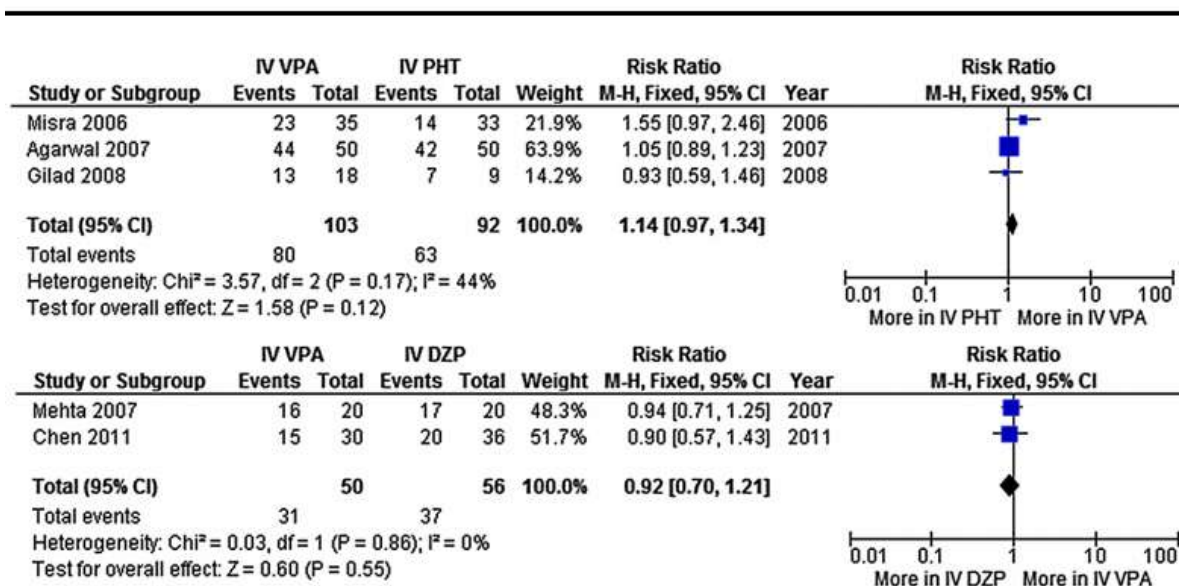 IV VPA IV PHT Risk Ratio Risk Ratio
Study or Subgroup Events Total Events Total Weight M-H, Fixed, 95% CI Year M-H, Fixed, 95% CI
Misra 2006 23 35 14 33 21.9% 1.55 [0.97, 2.46] 2006
Agarwal 2007 44 50 42 50 63.9% 1.05 [0.89, 1.23] 2007
Gilad 2008 13 18 7 9 14.2% 0.93 [0.59, 1.46] 2008
Total (95% CI) 103 92 100.0% 1.14 [0.97, 1.34]
Total events 80 63
Heterogeneity: Chi² = 3.57, df = 2 (P = 0.17); I² = 44%
Test for overall effect: Z = 1.58 (P = 0.12)
0.01 0.1 1 10 100
More in IV PHT More in IV VPA
IV VPA IV DZP Risk Ratio Risk Ratio
Study or Subgroup Events Total Events Total Weight M-H, Fixed, 95% CI Year M-H, Fixed, 95% CI
Mehta 2007 16 20 17 20 48.3% 0.94 [0.71, 1.25] 2007
Chen 2011 15 30 20 36 51.7% 0.90 [0.57, 1.43] 2011
Total (95% CI) 50 56 100.0% 0.92 [0.70, 1.21]
Total events 31 37
Heterogeneity: Chi² = 0.03, df = 1 (P = 0.86); I² = 0%
Test for overall effect: Z = 0.60 (P = 0.55)
0.01 0.1 1 10 100
More in IV DZP More in IV VPA